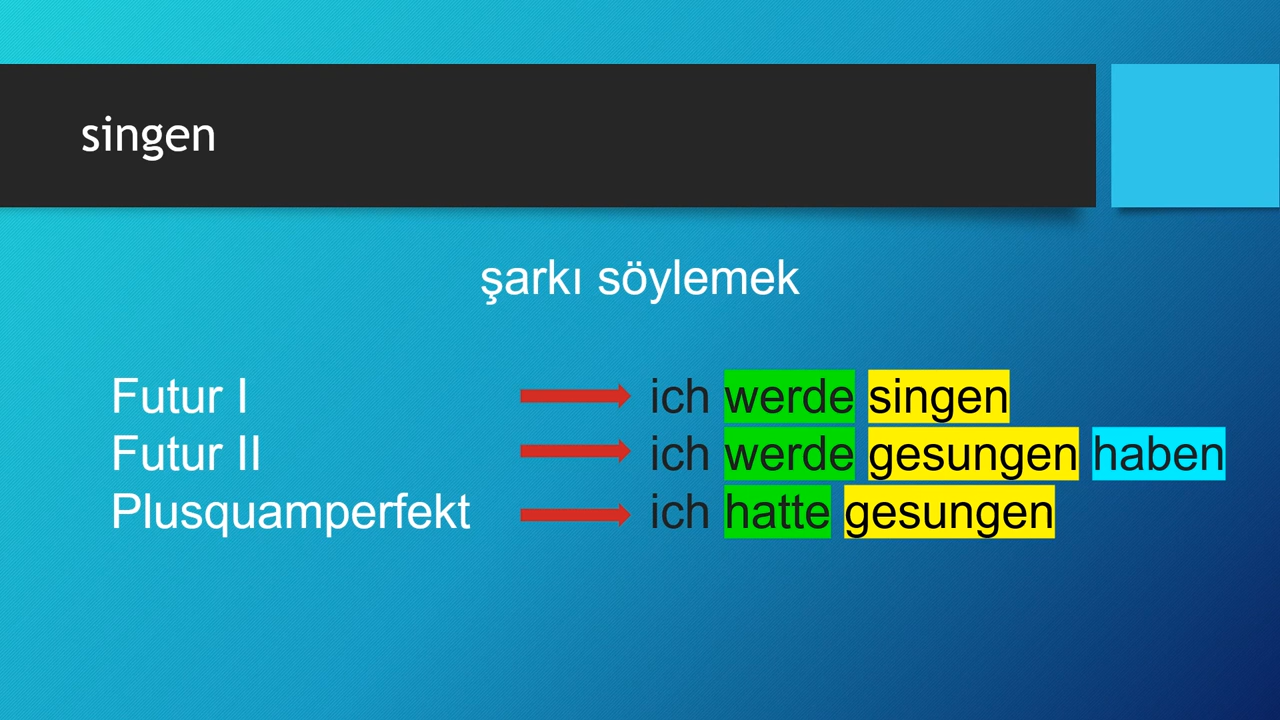 singen
şarkı söylemek
Futur I ich werde singen
Futur II ich werde gesungen haben
Plusquamperfekt ich hatte gesungen